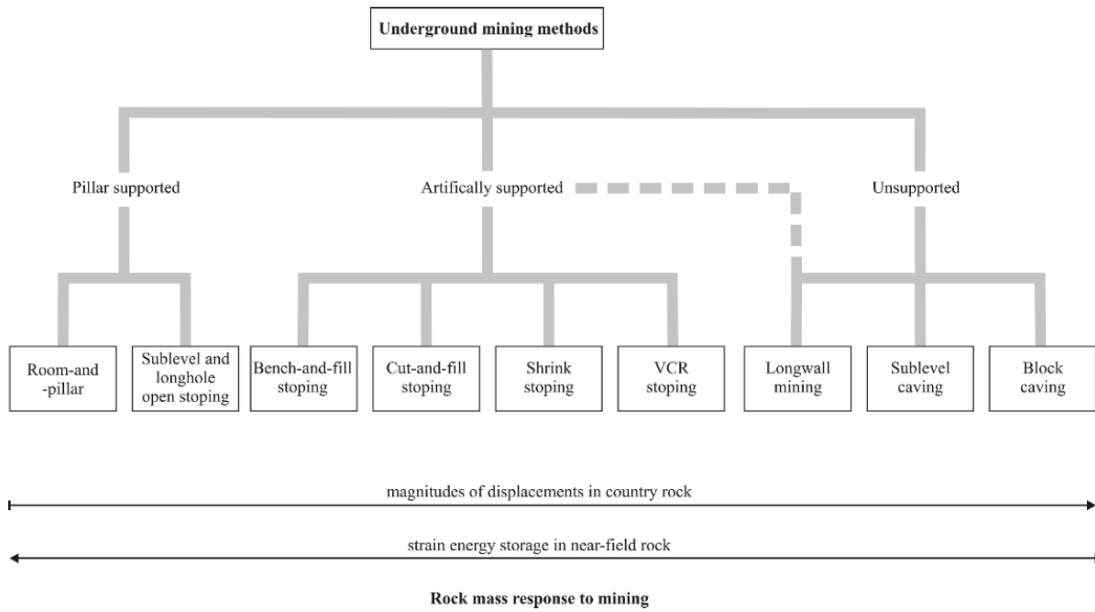 Underground mining methods
Pillar supported
Artifically supported
Unsupported
Room-and
-pillar
Sublevel and
longhole
open stoping
Bench-and-fill
stoping
Cut-and-fill
stoping
Shrink
stoping
VCR
stoping
Longwall
mining
Sublevel
caving
Block
caving
magnitudes of displacements in country rock
strain energy storage in near-field rock
Rock mass response to mining